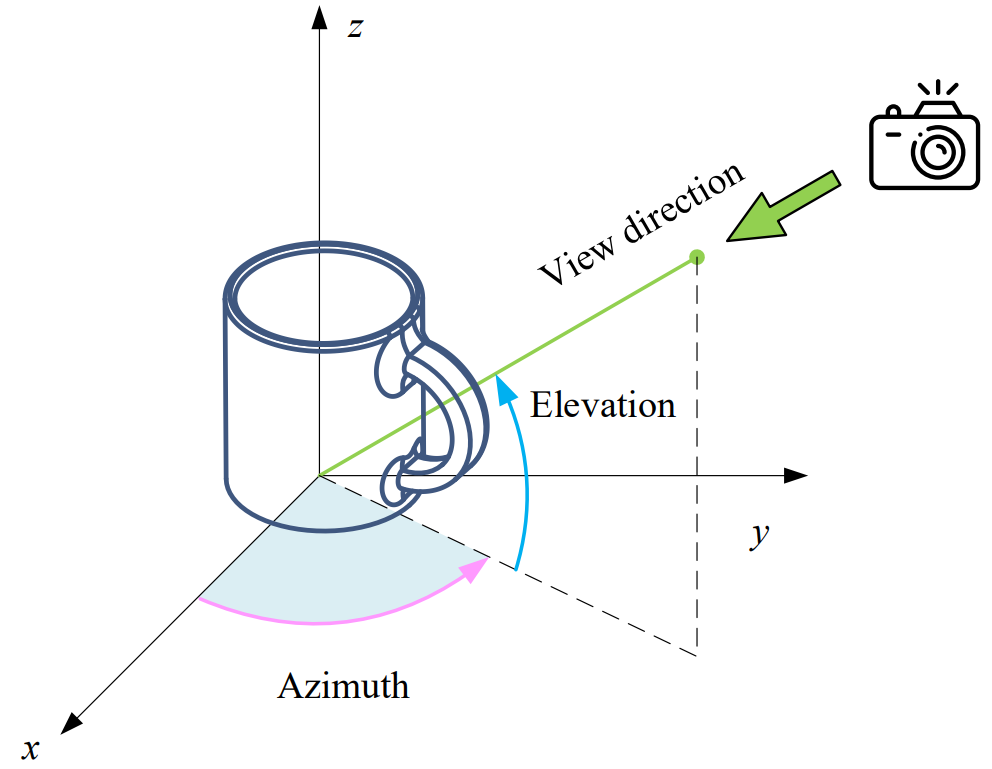 z
View direction
Elevation
y
Azimuth
x